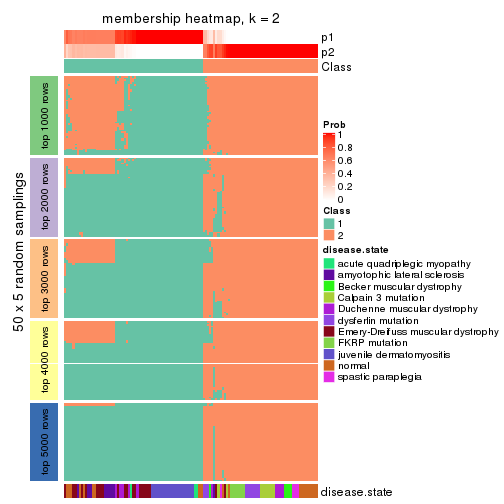 membership heatmap, k = 2
p1
p2
Class
50 x 5 random samplings
top 1000 rows
top 2000 rows
top 3000 rows
top 4000 rows
top 5000 rows
disease.state
Prob
1
0.8
0.6
0.4
0.2
0
Class
1
2
disease.state
acute quadriplegic myopathy
amyotophic lateral sclerosis
Becker muscular dystrophy
Calpain 3 mutation
Duchenne muscular dystrophy
dysferlin mutation
Emery-Dreifuss muscular dystrophy
FKRP mutation
juvenile dermatomyositis
normal
spastic paraplegia